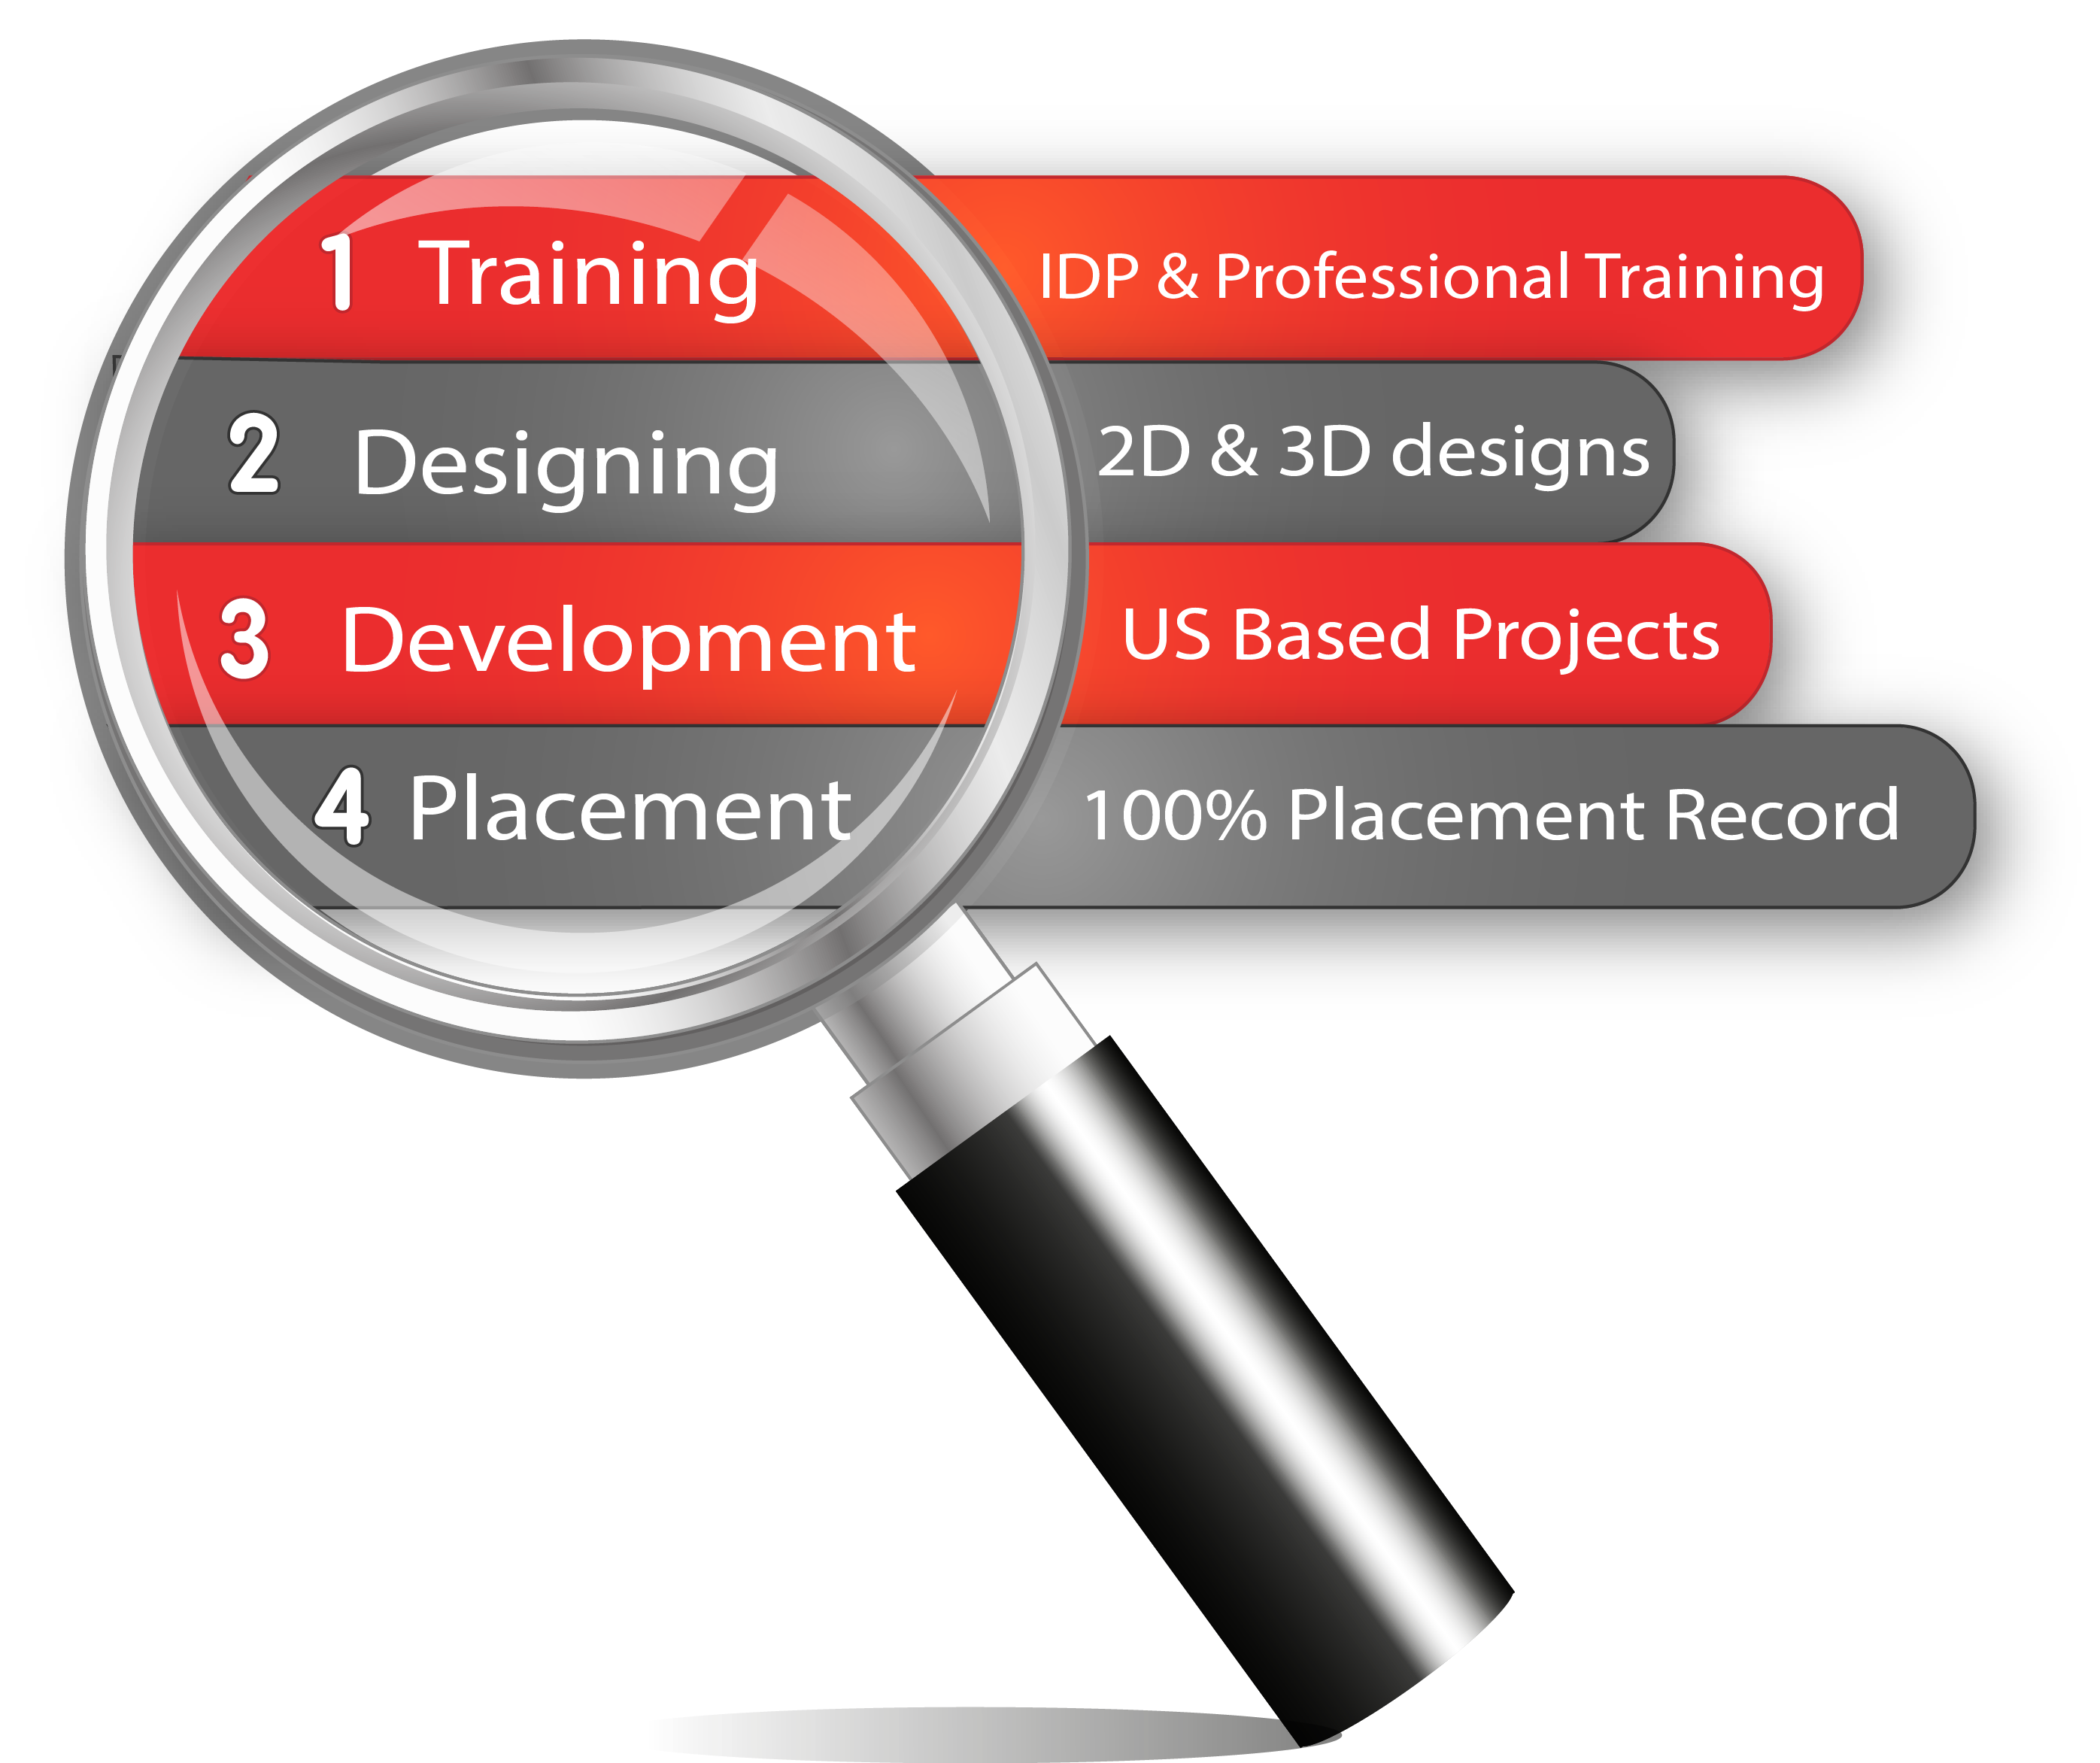 1 Training IDP & Professional Training
2 Designing 2D & 3D designs
3 Development US Based Projects
4 Placement 100% Placement Record